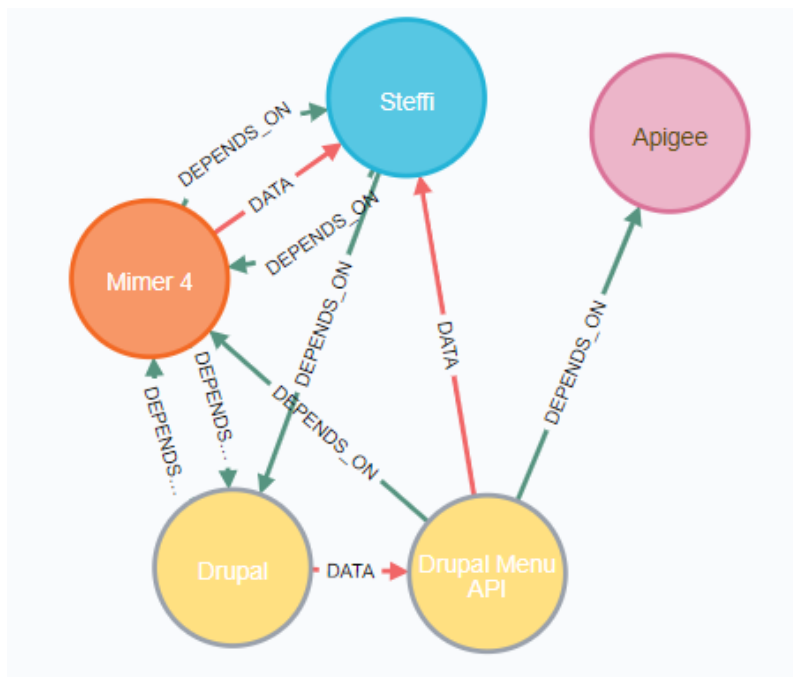 Steffi
Apigee
DEPENDS_ON
DATA
DEPENDS_ON
Mimer 4
DEPENDS_ON
DATA
DEPENDS_ON
DEPENDS...
DEPENDS...
DEPENDS_ON
Drupal
DATA
Drupal Menu
API